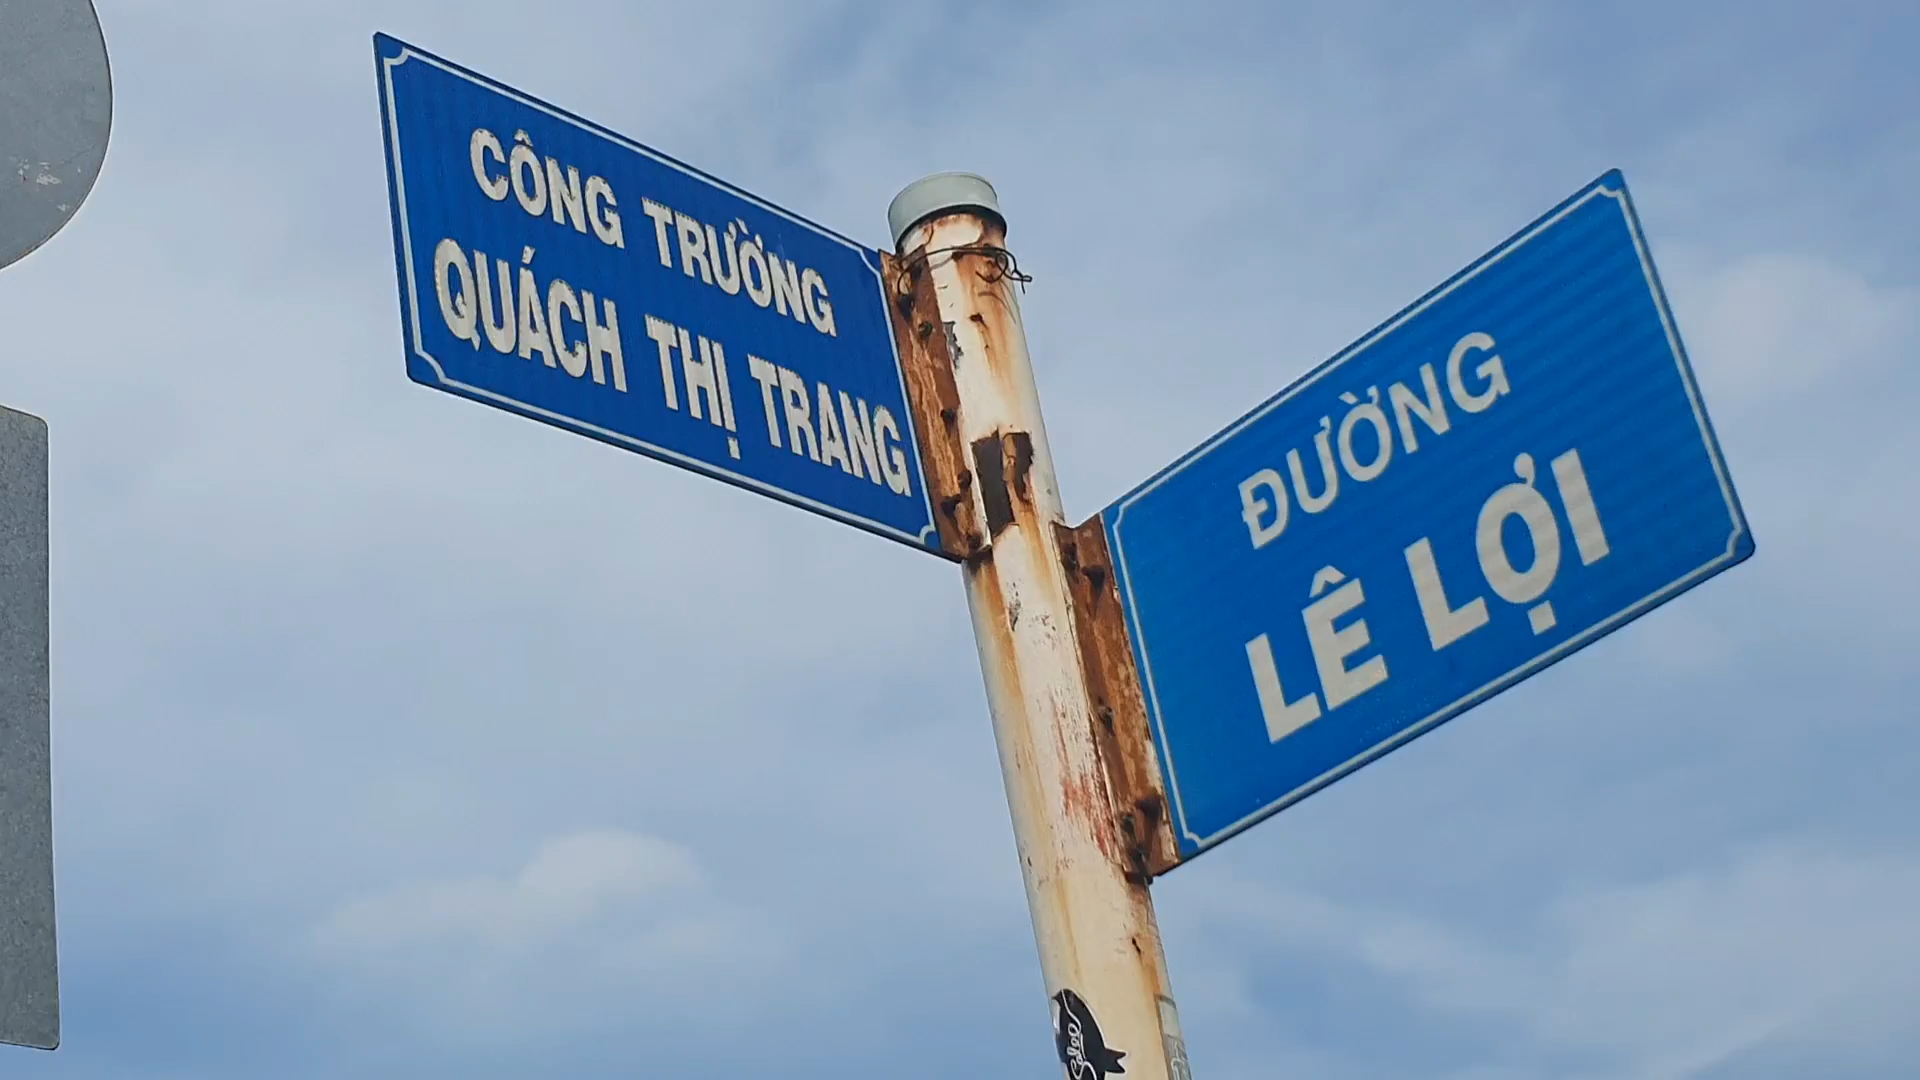 CÔNG TRƯỜNG
QUÁCH THỊ TRANG
ĐƯỜNG
LÊ LỢI